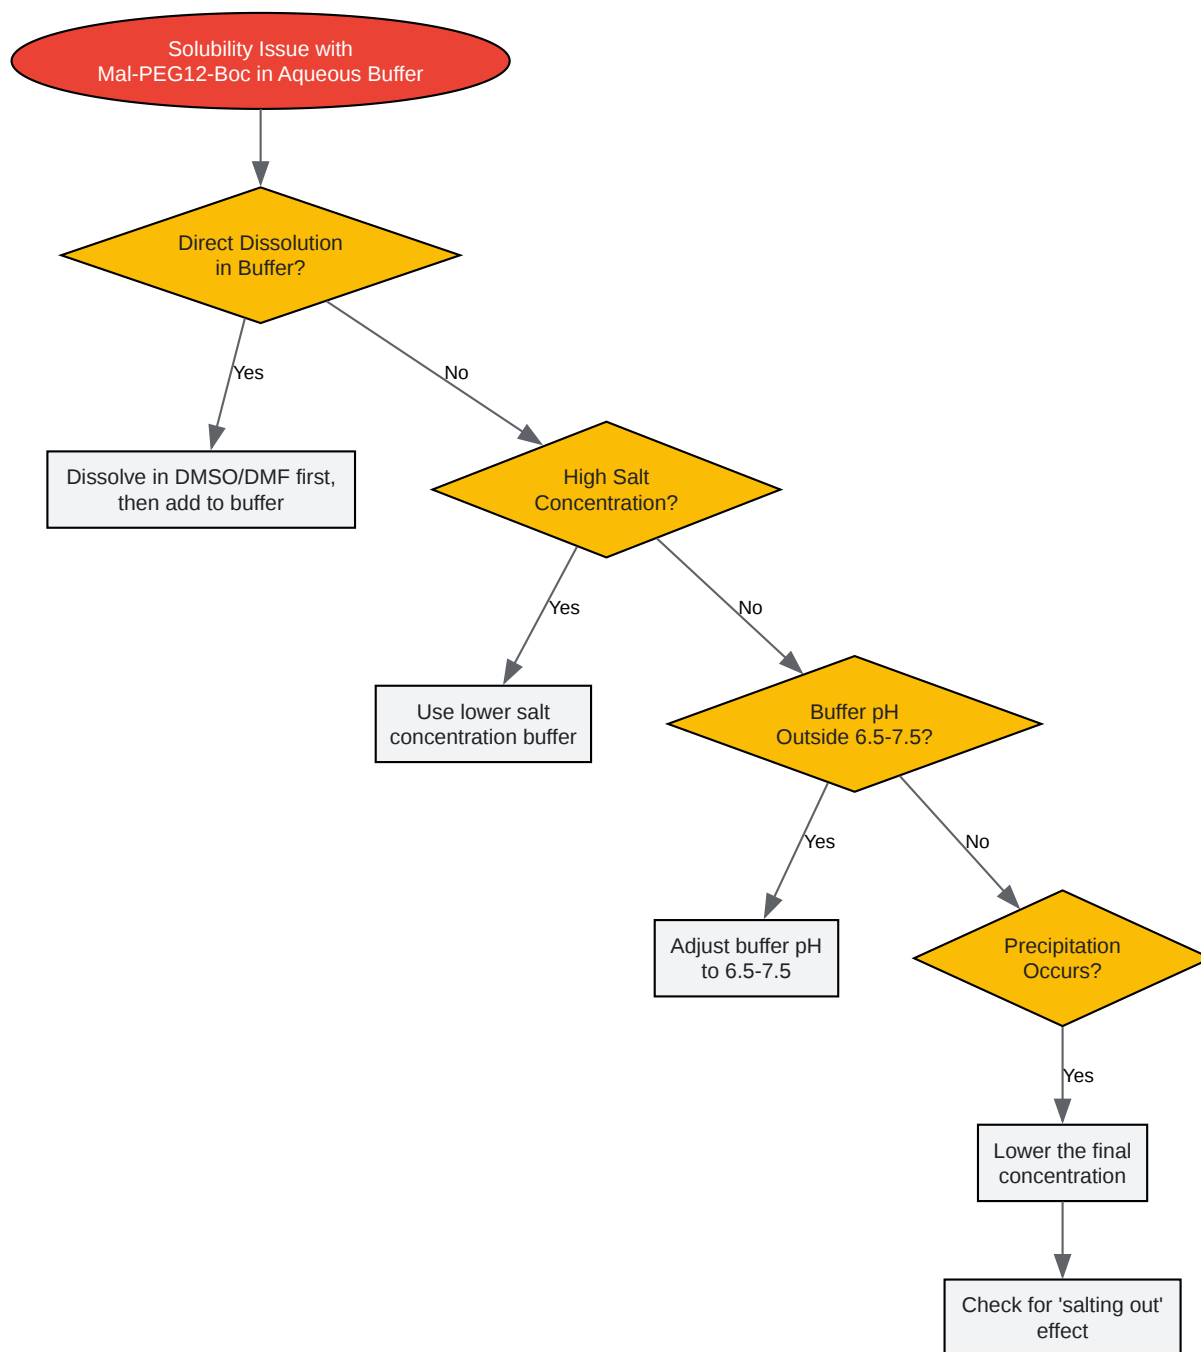 Solubility Issue with
Mal-PEG12-Boc in Aqueous Buffer
Direct Dissolution
in Buffer?
Yes
No
Dissolve in DMSO/DMF first,
then add to buffer
High Salt
Concentration?
Yes
No
Use lower salt
concentration buffer
Buffer pH
Outside 6.5-7.5?
Yes
No
Adjust buffer pH
to 6.5-7.5
Precipitation
Occurs?
Yes
Lower the final
concentration
Check for 'salting out'
effect